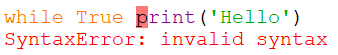 while True print('Hello')
SyntaxError: invalid syntax